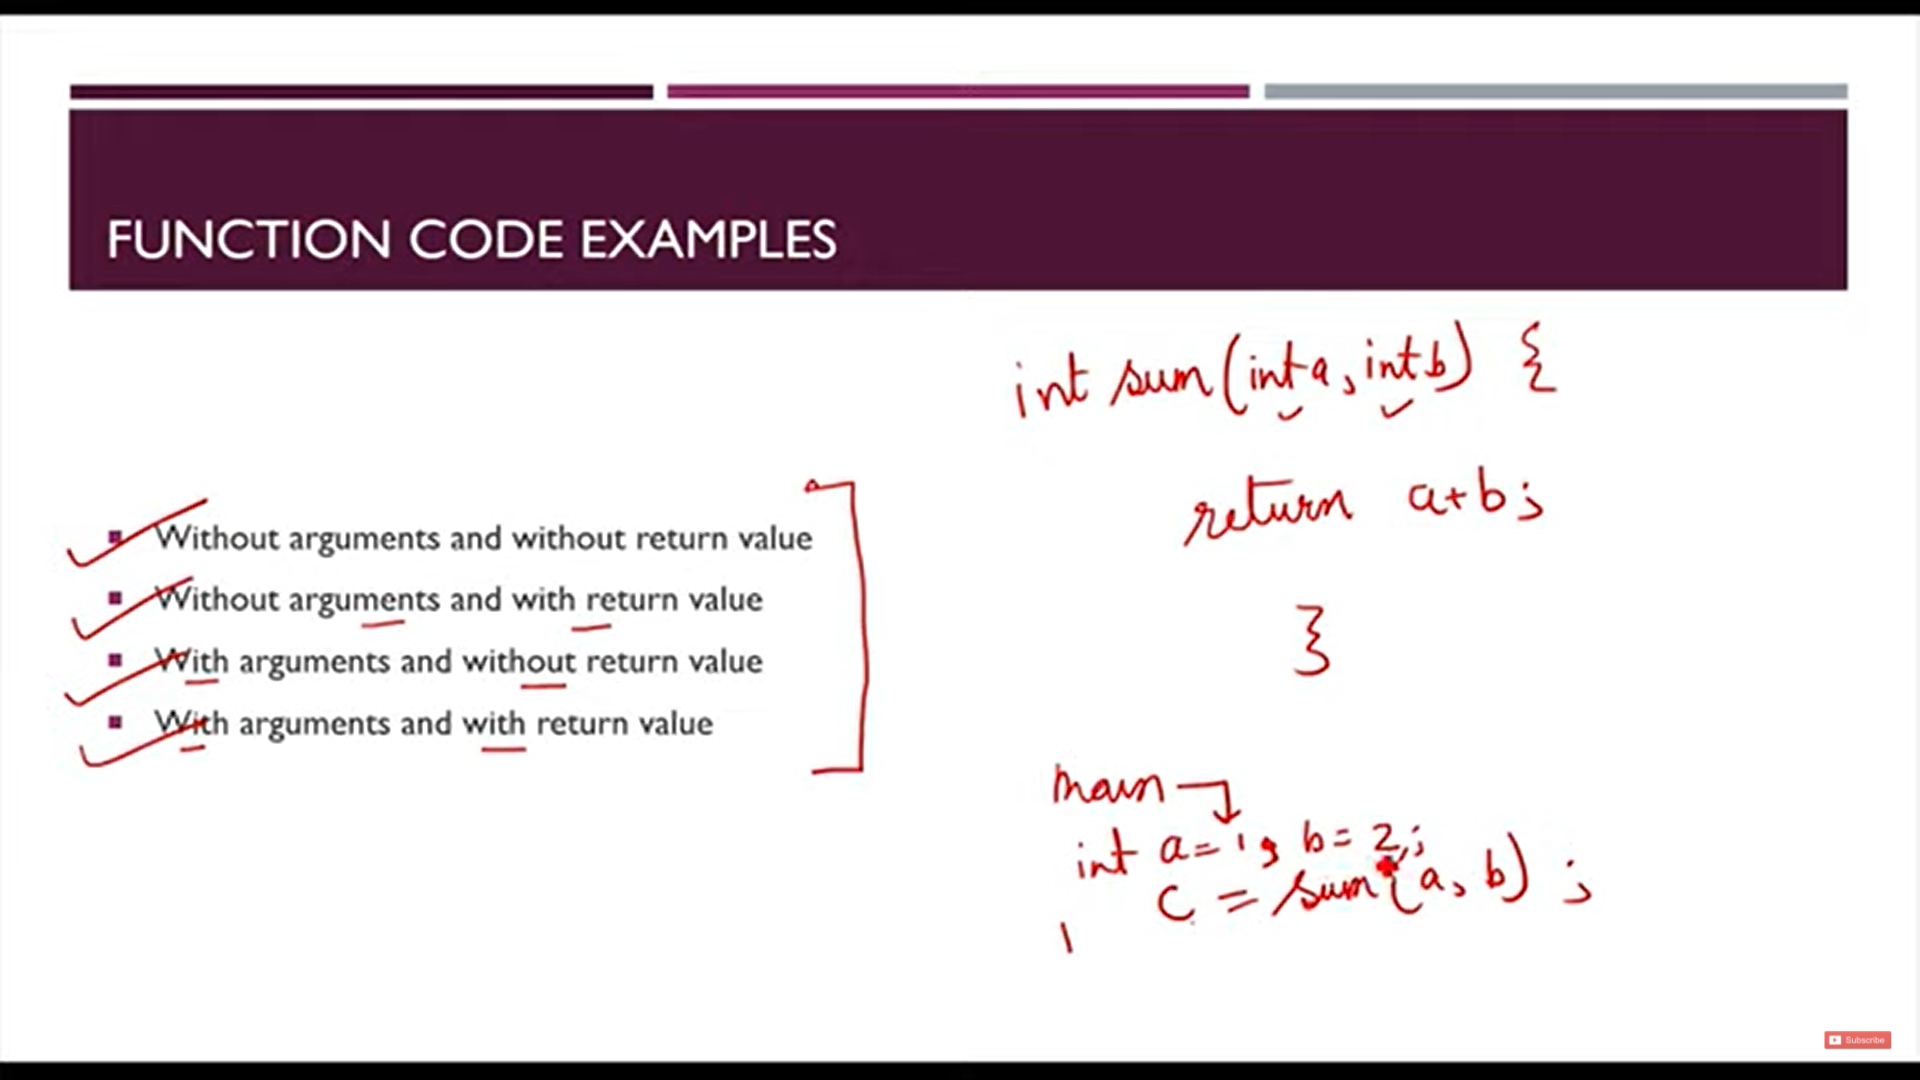 FUNCTION CODE EXAMPLES
Without arguments and without return value
Without arguments and with return value
With arguments and without return value
With arguments and with return value
int sum(int a, int b) {
return a+b;
}
main
int a=1, b=2;
c = sum(a, b);
Subscribe